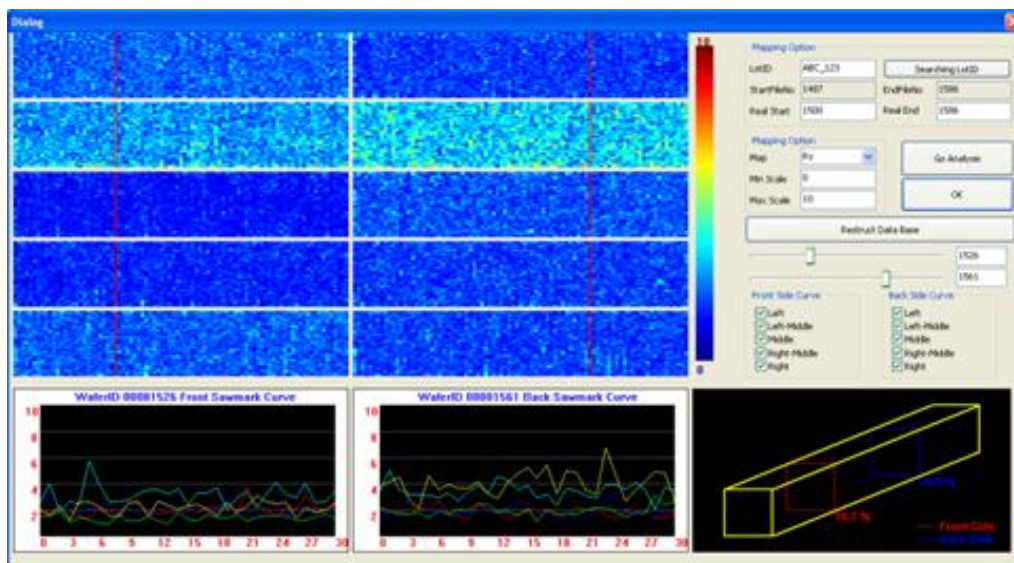 Dialog
10
0
Mapping Option
LotID ABC_123 Searching LotID
StartFileNo 1487 EndFileNo 1586
Real Start 1500 Real End 1586
Mapping Option
Map
Min Scale 0
Max Scale 10
Go Analysis
OK
Restruct Data Base
1526
1561
Front Side Curve Back Side Curve
Left Left
Left-Middle Left-Middle
Middle Middle
Right-Middle Right-Middle
Right Right
WaferID 00001526 Front Sawmark Curve
10
8
6
4
2
0 3 6 9 12 15 18 21 24 27 30
WaferID 00001561 Back Sawmark Curve
10
8
6
4
2
0 3 6 9 12 15 18 21 24 27 30
Front Side
Back Side